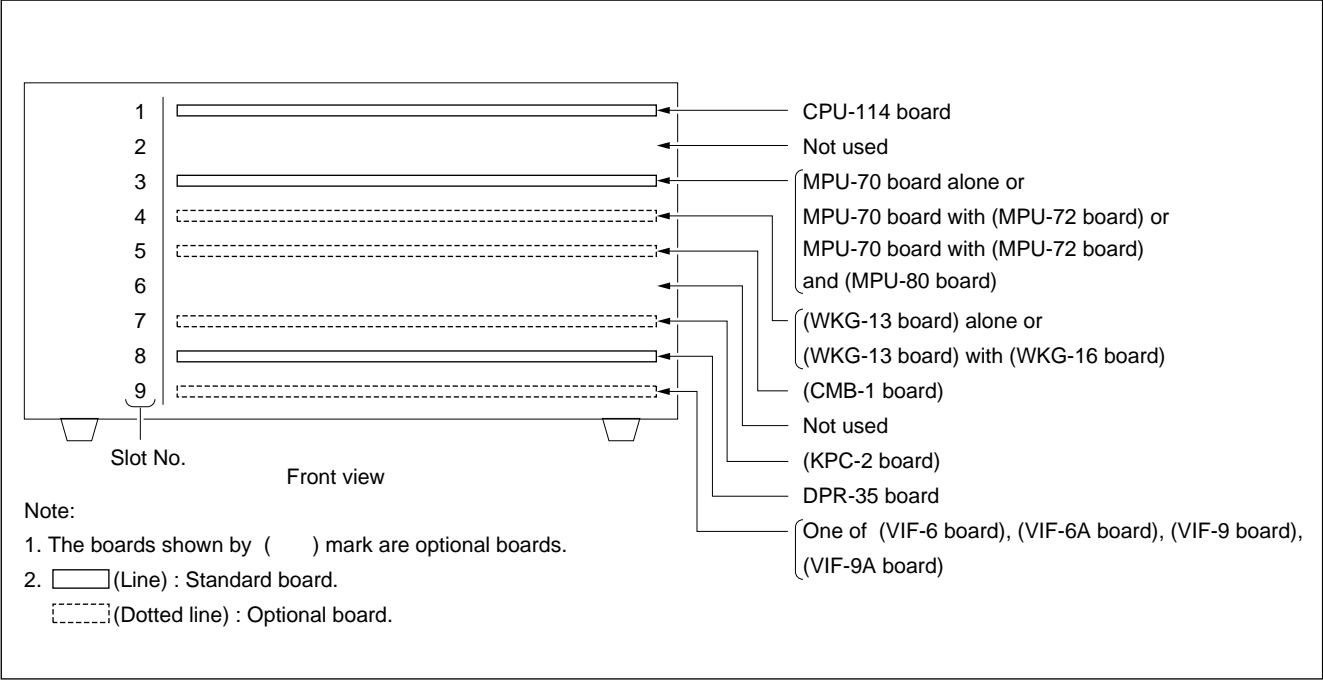 1
CPU-114 board
2
Not used
3
MPU-70 board alone or
4
MPU-70 board with (MPU-72 board) or
5
MPU-70 board with (MPU-72 board)
6
and (MPU-80 board)
7
(WKG-13 board) alone or
8
(WKG-13 board) with (WKG-16 board)
9
(CMB-1 board)
Not used
Slot No.
(KPC-2 board)
Front view
DPR-35 board
One of (VIF-6 board), (VIF-6A board), (VIF-9 board),
(VIF-9A board)
Note:
1. The boards shown by ( ) mark are optional boards.
2. (Line) : Standard board.
(Dotted line) : Optional board.